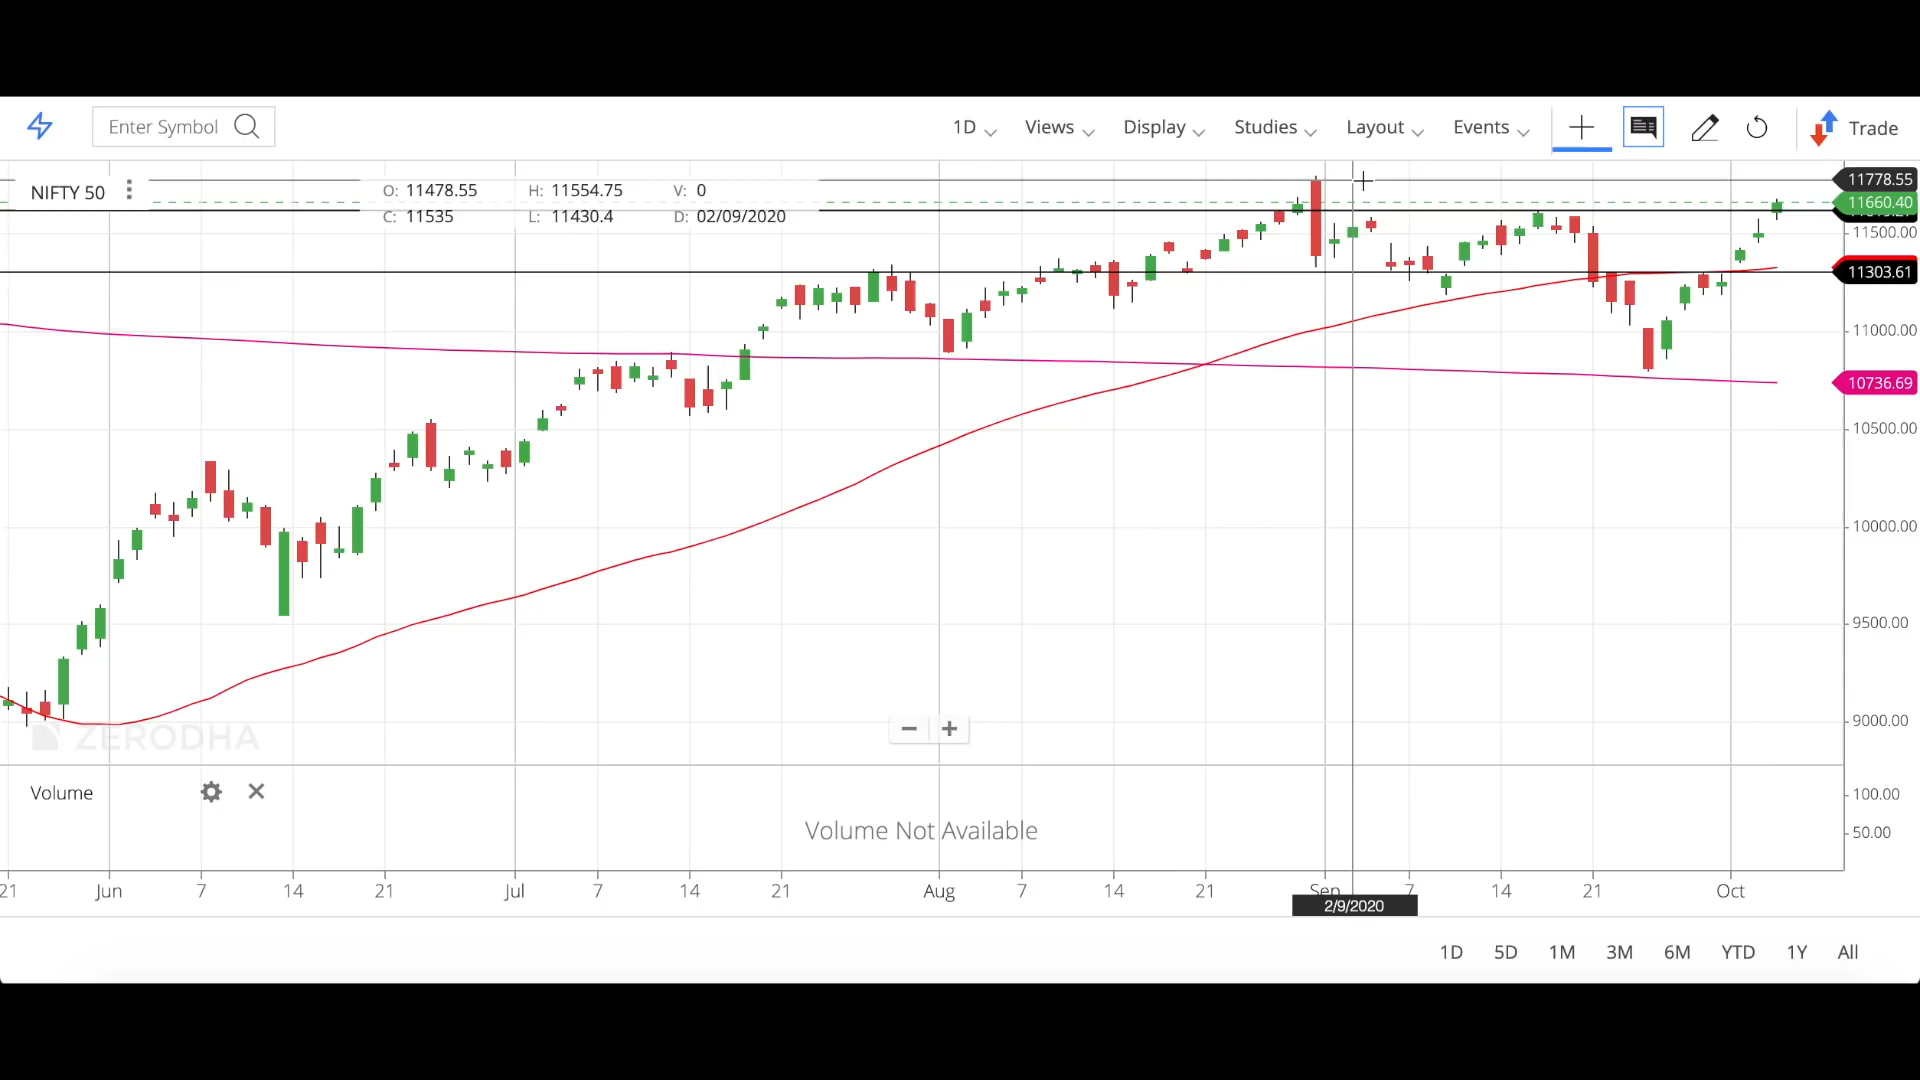 Enter Symbol
1D Views Display Studies Layout Events Trade
NIFTY 50
O: 11478.55 H: 11554.75 V: 0
C: 11535 L: 11430.4 D: 02/09/2020
11778.55
11660.40
11500.00
11303.61
11000.00
10736.69
10500.00
10000.00
9500.00
9000.00
ZERODHA
Volume
Volume Not Available
100.00
50.00
21 Jun 7 14 21 Jul 7 14 21 Aug 7 14 21 Sep 7 14 21 Oct
2/9/2020
1D 5D 1M 3M 6M YTD 1Y All